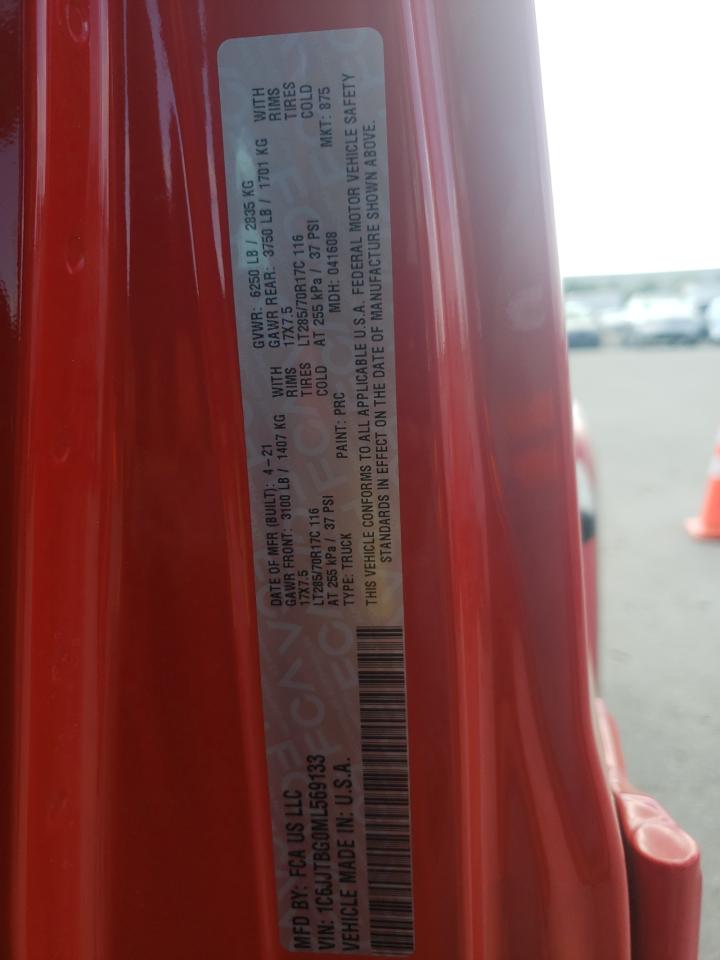 MFD BY: FCA US LLC
VIN: 1C6JJTBG0ML569133
VEHICLE MADE IN: U.S.A.
DATE OF MFR (BUILT): 4-21
GAWR FRONT: 3100 LB / 1407 KG WITH
17X7.5 RIMS
LT285/70R17C 116 TIRES
AT 255 kPa / 37 PSI COLD
TYPE: TRUCK PAINT: PRC
GVWR: 6250 LB / 2835 KG
GAWR REAR: 3750 LB / 1701 KG WITH
17X7.5 RIMS
LT285/70R17C 116 TIRES
AT 255 kPa / 37 PSI COLD
MDH: 041608 MKT: 875
THIS VEHICLE CONFORMS TO ALL APPLICABLE U.S.A. FEDERAL MOTOR VEHICLE SAFETY
STANDARDS IN EFFECT ON THE DATE OF MANUFACTURE SHOWN ABOVE.